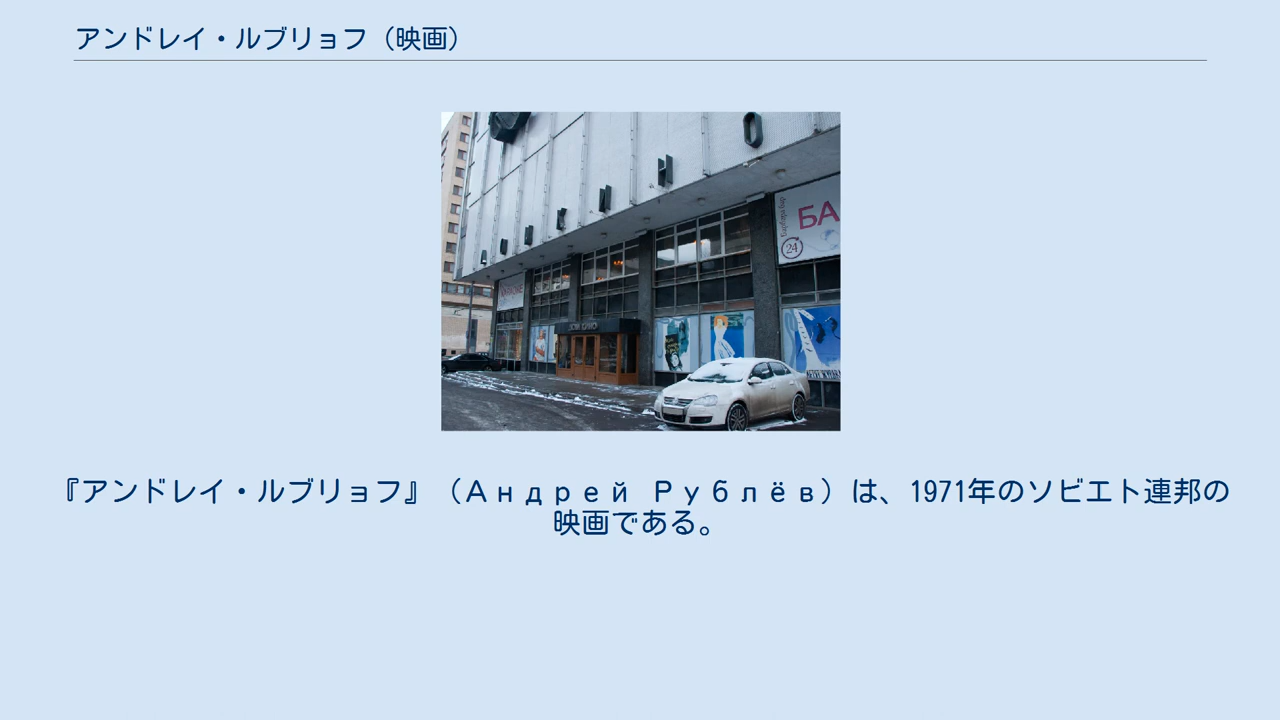 アンドレイ・ルブリョフ（映画）
К И Н О
БА
24
『アンドレイ・ルブリョフ』（Андрей Рублёв）は、1971年のソビエト連邦の
映画である。